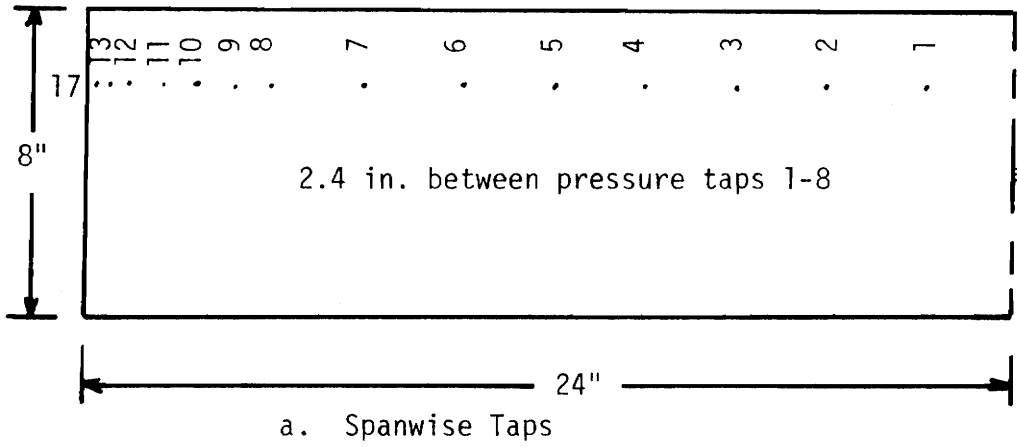 13 12 11 10 9 8 7 6 5 4 3 2 1
17
8"
2.4 in. between pressure taps 1-8
24"
a. Spanwise Taps